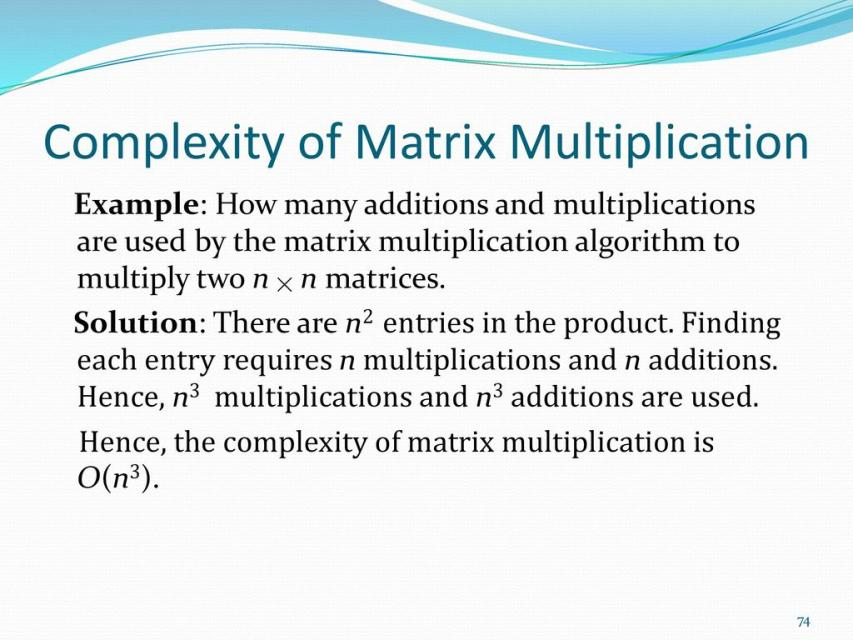 Complexity of Matrix Multiplication
Example: How many additions and multiplications
are used by the matrix multiplication algorithm to
multiply two n × n matrices.
Solution: There are n² entries in the product. Finding
each entry requires n multiplications and n additions.
Hence, n³ multiplications and n³ additions are used.
Hence, the complexity of matrix multiplication is
O(n³).
74